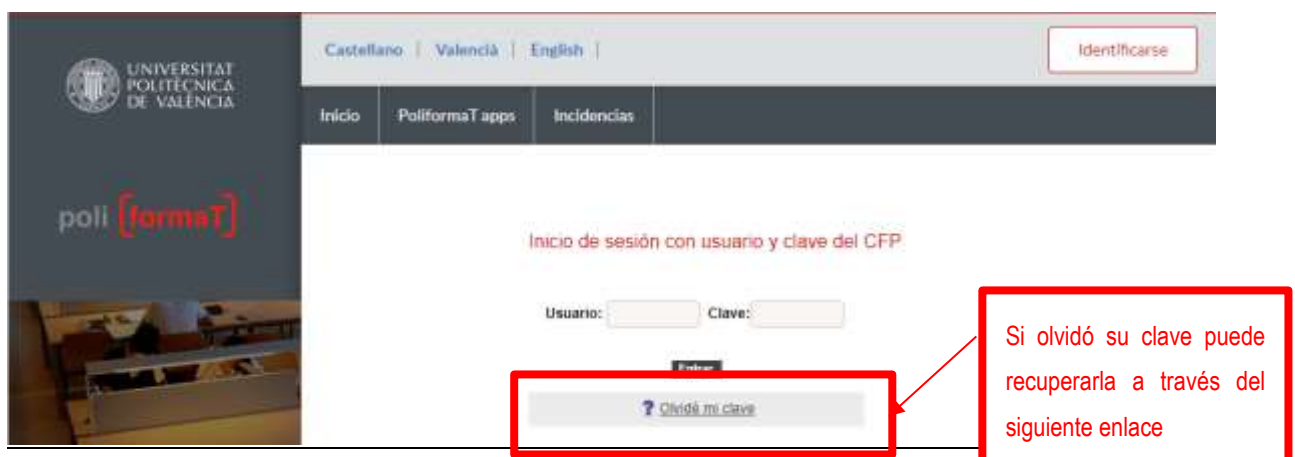 UNIVERSITAT
POLITÈCNICA
DE VALÈNCIA
Castellano | Valencià | English |
Identificarse
Inicio PoliformaT apps Incidencias
poli [formaT]
Inicio de sesión con usuario y clave del CFP
Usuario: Clave:
Entrar
? Olvidé mi clave
Si olvidó su clave puede
recuperarla a través del
siguiente enlace